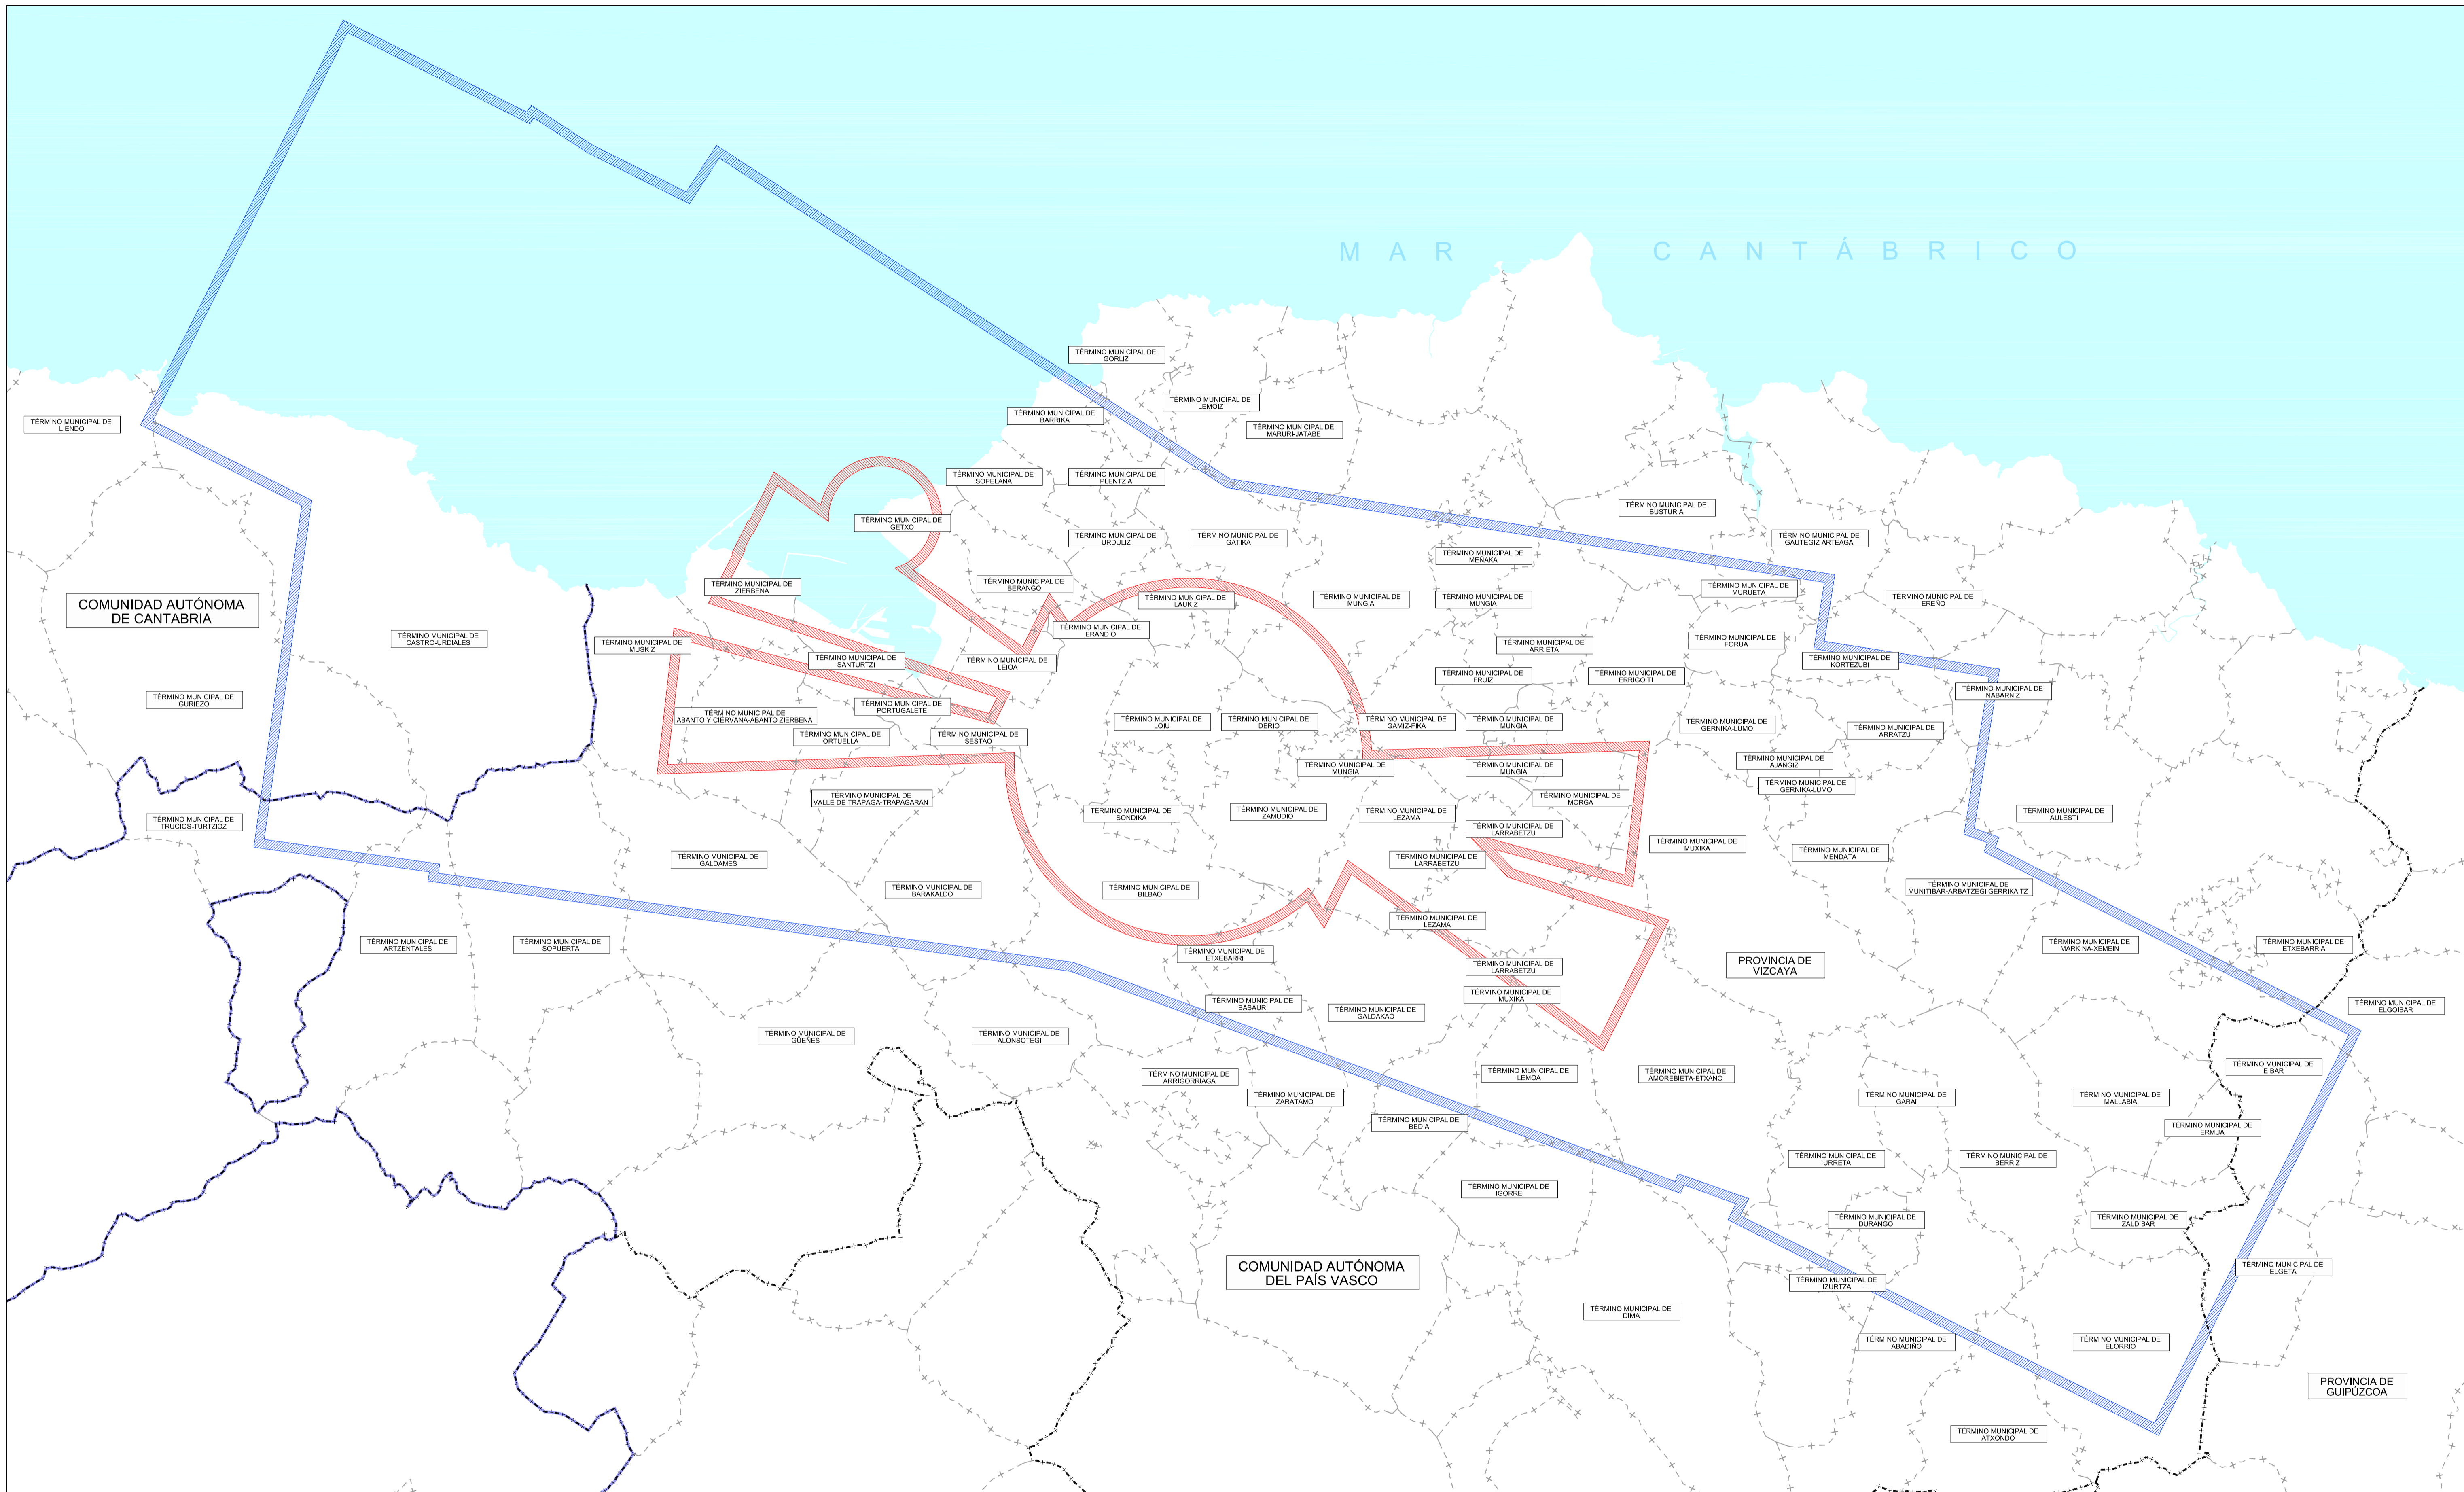 MAR CANTÁBRICO
TÉRMINO MUNICIPAL DE
GORLIZ
TÉRMINO MUNICIPAL DE
LEMOIZ
TÉRMINO MUNICIPAL DE
BARRIKA
TÉRMINO MUNICIPAL DE
LIENDO
TÉRMINO MUNICIPAL DE
MARURI-JATABE
TÉRMINO MUNICIPAL DE
SOPELANA
TÉRMINO MUNICIPAL DE
PLENTZIA
TÉRMINO MUNICIPAL DE
BUSTURIA
TÉRMINO MUNICIPAL DE
GETXO
TÉRMINO MUNICIPAL DE
URDULIZ
TÉRMINO MUNICIPAL DE
GATIKA
TÉRMINO MUNICIPAL DE
GAUTEGIZ ARTEAGA
TÉRMINO MUNICIPAL DE
MEÑAKA
TÉRMINO MUNICIPAL DE
ZIERBENA
TÉRMINO MUNICIPAL DE
BERANGO
TÉRMINO MUNICIPAL DE
MURUETA
TÉRMINO MUNICIPAL DE
LAUKIZ
TÉRMINO MUNICIPAL DE
MUNGIA
TÉRMINO MUNICIPAL DE
MUNGIA
TÉRMINO MUNICIPAL DE
EREÑO
COMUNIDAD AUTÓNOMA
DE CANTABRIA
TÉRMINO MUNICIPAL DE
CASTRO-URDIALES
TÉRMINO MUNICIPAL DE
MUSKIZ
TÉRMINO MUNICIPAL DE
ERANDIO
TÉRMINO MUNICIPAL DE
ARRIETA
TÉRMINO MUNICIPAL DE
FORUA
TÉRMINO MUNICIPAL DE
SANTURTZI
TÉRMINO MUNICIPAL DE
LEIOA
TÉRMINO MUNICIPAL DE
KORTEZUBI
TÉRMINO MUNICIPAL DE
FRUIZ
TÉRMINO MUNICIPAL DE
ERRIGOITI
TÉRMINO MUNICIPAL DE
NABARNIZ
TÉRMINO MUNICIPAL DE
GURIEZO
TÉRMINO MUNICIPAL DE
PORTUGALETE
TÉRMINO MUNICIPAL DE
ABANTO Y CIÉRVANA-ABANTO ZIERBENA
TÉRMINO MUNICIPAL DE
LOIU
TÉRMINO MUNICIPAL DE
DERIO
TÉRMINO MUNICIPAL DE
GAMIZ-FIKA
TÉRMINO MUNICIPAL DE
MUNGIA
TÉRMINO MUNICIPAL DE
GERNIKA-LUMO
TÉRMINO MUNICIPAL DE
ARRATZU
TÉRMINO MUNICIPAL DE
ORTUELLA
TÉRMINO MUNICIPAL DE
SESTAO
TÉRMINO MUNICIPAL DE
AJANGIZ
TÉRMINO MUNICIPAL DE
MUNGIA
TÉRMINO MUNICIPAL DE
MUNGIA
TÉRMINO MUNICIPAL DE
GERNIKA-LUMO
TÉRMINO MUNICIPAL DE
VALLE DE TRÁPAGA-TRAPAGARAN
TÉRMINO MUNICIPAL DE
MORGA
TÉRMINO MUNICIPAL DE
TRUCIOS-TURTZIOZ
TÉRMINO MUNICIPAL DE
SONDIKA
TÉRMINO MUNICIPAL DE
ZAMUDIO
TÉRMINO MUNICIPAL DE
LEZAMA
TÉRMINO MUNICIPAL DE
AULESTI
TÉRMINO MUNICIPAL DE
LARRABETZU
TÉRMINO MUNICIPAL DE
MUXIKA
TÉRMINO MUNICIPAL DE
MENDATA
TÉRMINO MUNICIPAL DE
GALDAMES
TÉRMINO MUNICIPAL DE
LARRABETZU
TÉRMINO MUNICIPAL DE
BARAKALDO
TÉRMINO MUNICIPAL DE
BILBAO
TÉRMINO MUNICIPAL DE
MUNITIBAR-ARBATZEGI GERRIKAITZ
TÉRMINO MUNICIPAL DE
LEZAMA
TÉRMINO MUNICIPAL DE
ARTZENTALES
TÉRMINO MUNICIPAL DE
SOPUERTA
TÉRMINO MUNICIPAL DE
ETXEBARRI
TÉRMINO MUNICIPAL DE
MARKINA-XEMEIN
TÉRMINO MUNICIPAL DE
ETXEBARRIA
TÉRMINO MUNICIPAL DE
LARRABETZU
PROVINCIA DE
VIZCAYA
TÉRMINO MUNICIPAL DE
MUXIKA
TÉRMINO MUNICIPAL DE
BASAURI
TÉRMINO MUNICIPAL DE
GALDAKAO
TÉRMINO MUNICIPAL DE
ELGOIBAR
TÉRMINO MUNICIPAL DE
GÜEÑES
TÉRMINO MUNICIPAL DE
ALONSOTEGI
TÉRMINO MUNICIPAL DE
EIBAR
TÉRMINO MUNICIPAL DE
ARRIGORRIAGA
TÉRMINO MUNICIPAL DE
LEMOA
TÉRMINO MUNICIPAL DE
AMOREBIETA-ETXANO
TÉRMINO MUNICIPAL DE
ZARATAMO
TÉRMINO MUNICIPAL DE
GARAI
TÉRMINO MUNICIPAL DE
MALLABIA
TÉRMINO MUNICIPAL DE
BEDIA
TÉRMINO MUNICIPAL DE
ERMUA
TÉRMINO MUNICIPAL DE
IURRETA
TÉRMINO MUNICIPAL DE
BERRIZ
TÉRMINO MUNICIPAL DE
IGORRE
TÉRMINO MUNICIPAL DE
DURANGO
TÉRMINO MUNICIPAL DE
ZALDIBAR
COMUNIDAD AUTÓNOMA
DEL PAÍS VASCO
TÉRMINO MUNICIPAL DE
ELGETA
TÉRMINO MUNICIPAL DE
IZURTZA
TÉRMINO MUNICIPAL DE
DIMA
TÉRMINO MUNICIPAL DE
ABADIÑO
TÉRMINO MUNICIPAL DE
ELORRIO
PROVINCIA DE
GUIPÚZCOA
TÉRMINO MUNICIPAL DE
ATXONDO